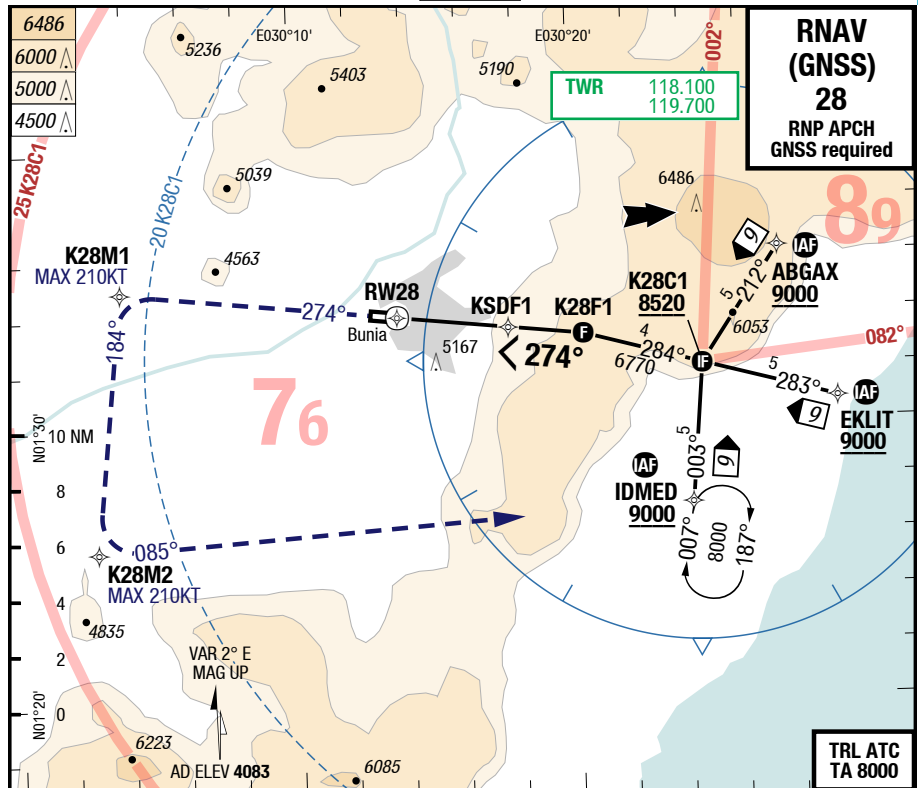 6486
6000
5000
4500
5236
E030°10'
5403
5190
E030°20'
002°
TWR 118.100
119.700
RNAV
(GNSS)
28
RNP APCH
GNSS required
25 K28C1
20 K28C1
5039
6486
89
K28M1
MAX 210KT
4563
9
IAF
ABGAX
9000
212°
5
6053
RW28
274°
Bunia
KSDF1
K28F1
F
K28C1
8520
IF
082°
184°
5167
< 274°
4
284°
6770
5
283°
9
IAF
EKLIT
9000
76
N01°30'
10 NM
8
6
4
2
0
5
003°
9
IAF
IDMED
9000
007°
8000
187°
085°
K28M2
MAX 210KT
4835
VAR 2° E
MAG UP
N01°20'
6223
AD ELEV 4083
6085
TRL ATC
TA 8000